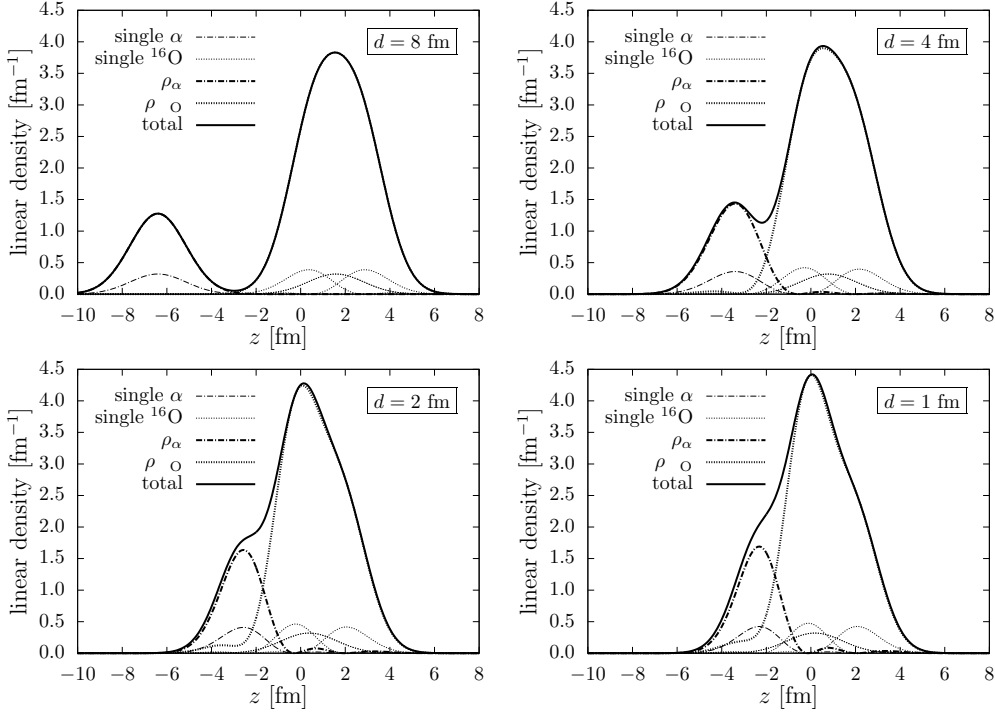 4.5
4.0
3.5
3.0
2.5
2.0
1.5
1.0
0.5
0.0
linear density [fm⁻¹]
single α
single ¹⁶O
ρα
ρ O
total
d = 8 fm
−10 −8 −6 −4 −2 0 2 4 6 8
z [fm]
4.5
4.0
3.5
3.0
2.5
2.0
1.5
1.0
0.5
0.0
linear density [fm⁻¹]
single α
single ¹⁶O
ρα
ρ O
total
d = 4 fm
−10 −8 −6 −4 −2 0 2 4 6 8
z [fm]
4.5
4.0
3.5
3.0
2.5
2.0
1.5
1.0
0.5
0.0
linear density [fm⁻¹]
single α
single ¹⁶O
ρα
ρ O
total
d = 2 fm
−10 −8 −6 −4 −2 0 2 4 6 8
z [fm]
4.5
4.0
3.5
3.0
2.5
2.0
1.5
1.0
0.5
0.0
linear density [fm⁻¹]
single α
single ¹⁶O
ρα
ρ O
total
d = 1 fm
−10 −8 −6 −4 −2 0 2 4 6 8
z [fm]